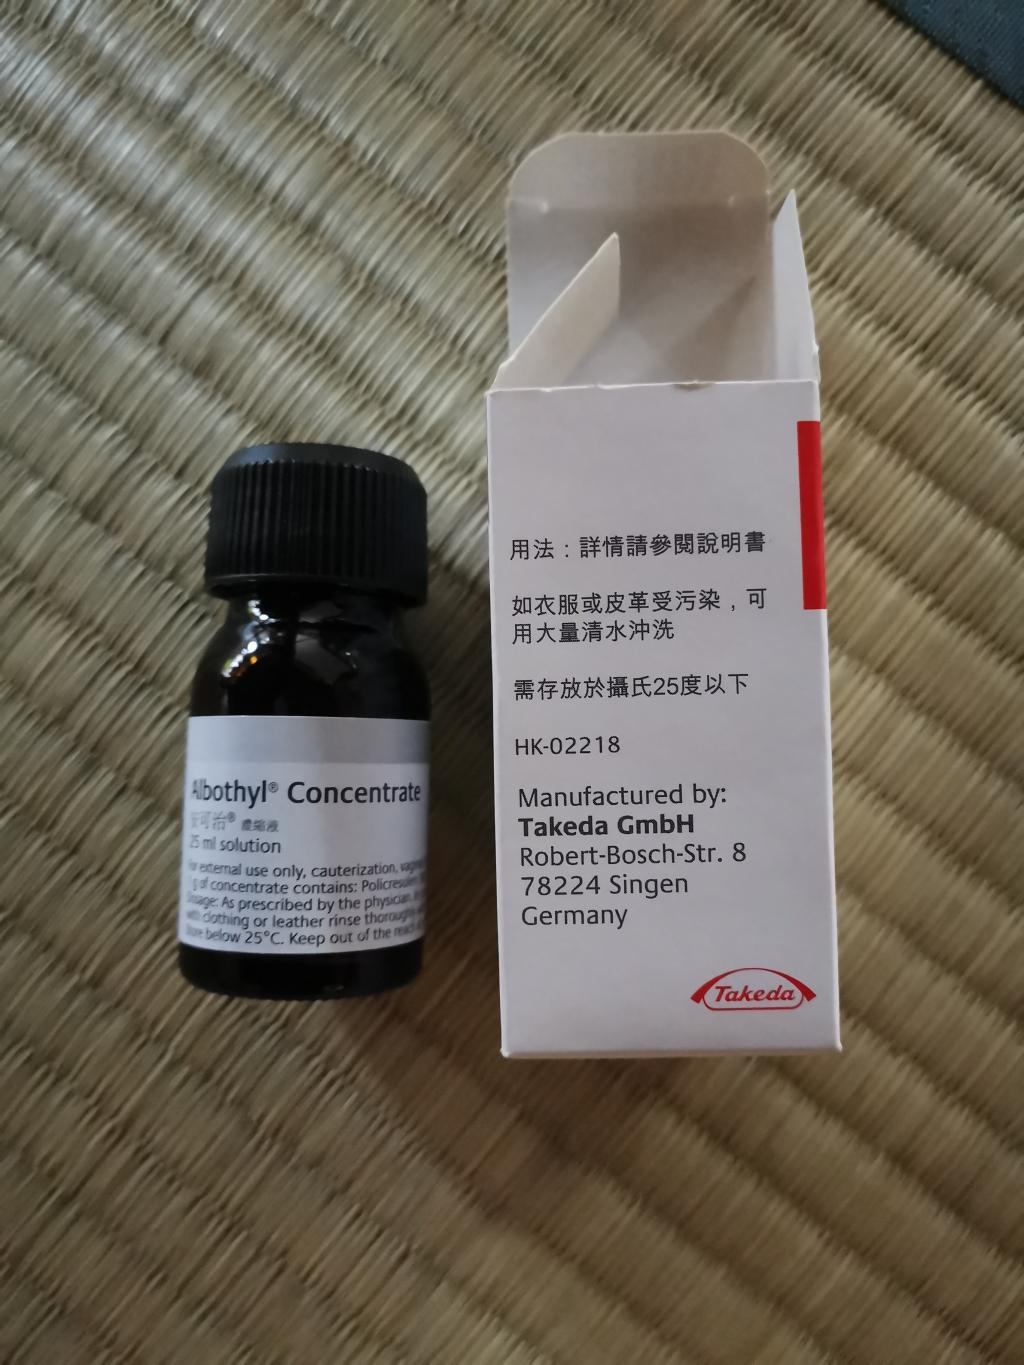 Albothyl® Concentrate
安可治® 濃縮液
25 ml solution
For external use only, cauterization,
g of concentrate contains: Policresulen
Dosage: As prescribed by the physician.
with clothing or leather rinse thoroughly
Store below 25°C. Keep out of the reach
用法：詳情請參閱說明書
如衣服或皮革受污染，可
用大量清水沖洗
需存放於攝氏25度以下
HK-02218
Manufactured by:
Takeda GmbH
Robert-Bosch-Str. 8
78224 Singen
Germany
Takeda